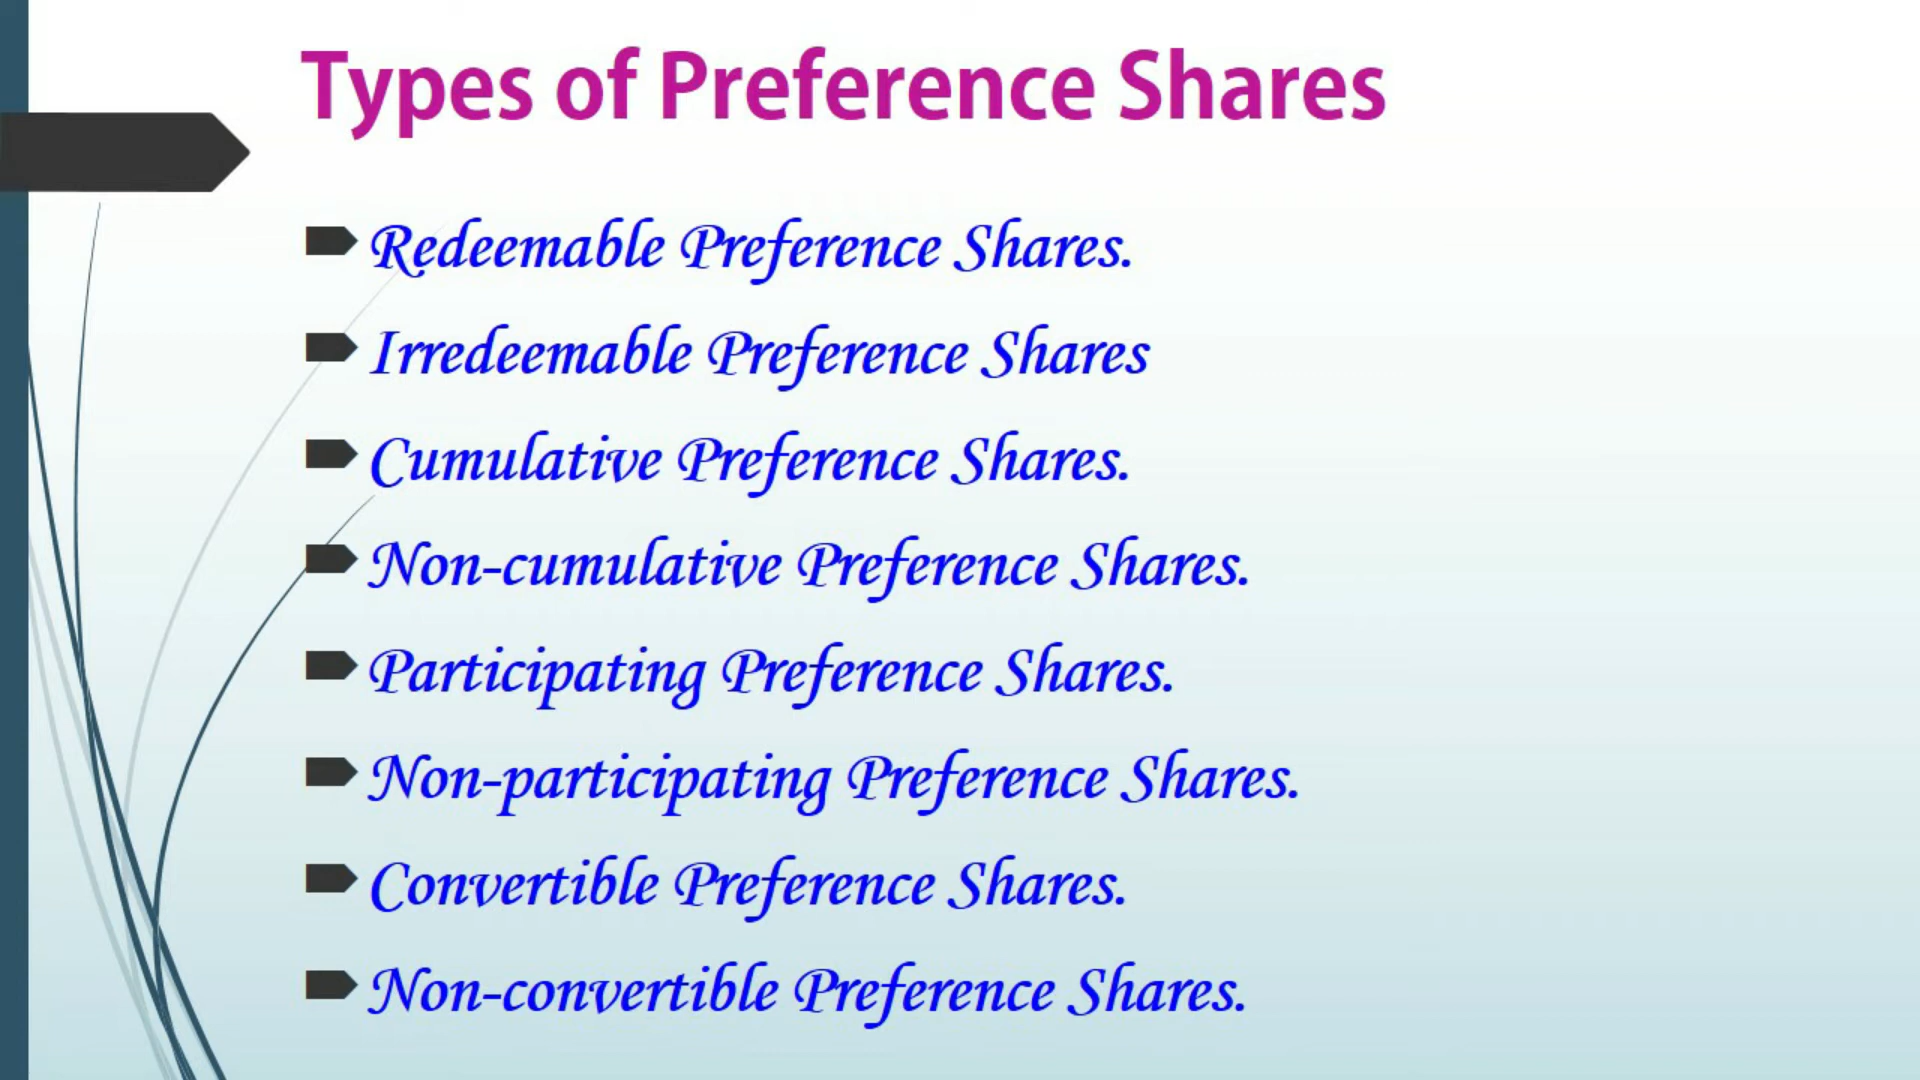 Types of Preference Shares
Redeemable Preference Shares.
Irredeemable Preference Shares
Cumulative Preference Shares.
Non-cumulative Preference Shares.
Participating Preference Shares.
Non-participating Preference Shares.
Convertible Preference Shares.
Non-convertible Preference Shares.